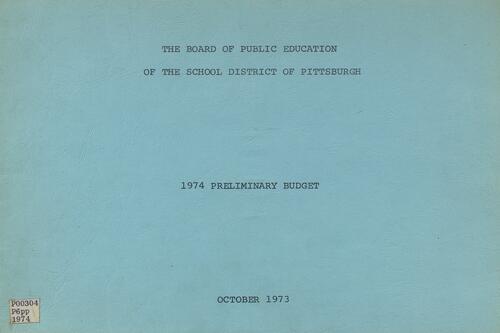 THE BOARD OF PUBLIC EDUCATION
OF THE SCHOOL DISTRICT OF PITTSBURGH
1974 PRELIMINARY BUDGET
OCTOBER 1973
P00304
P6pp
1974